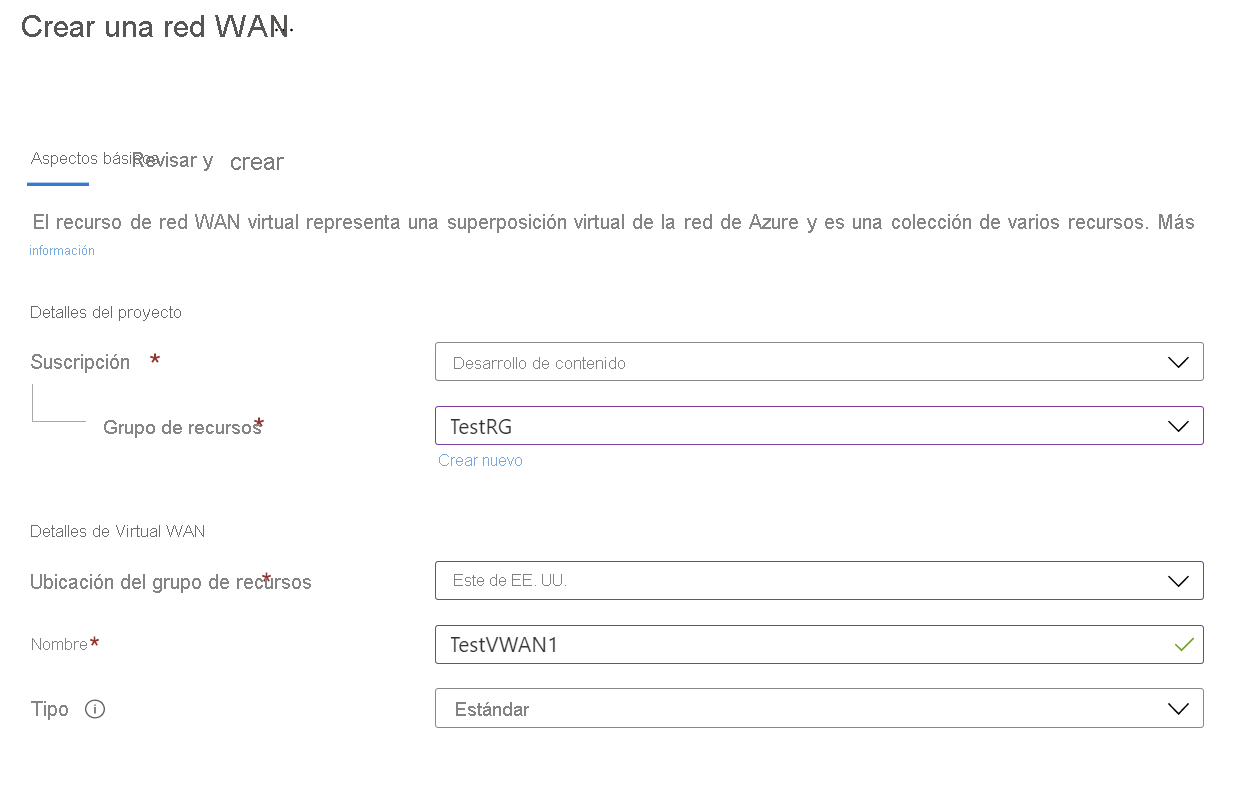 Crear una red WAN
Aspectos básicos Revisar y crear
El recurso de red WAN virtual representa una superposición virtual de la red de Azure y es una colección de varios recursos. Más
información
Detalles del proyecto
Suscripción *
Desarrollo de contenido
Grupo de recursos *
TestRG
Crear nuevo
Detalles de Virtual WAN
Ubicación del grupo de recursos *
Este de EE. UU.
Nombre *
TestVWAN1
Tipo
Estándar